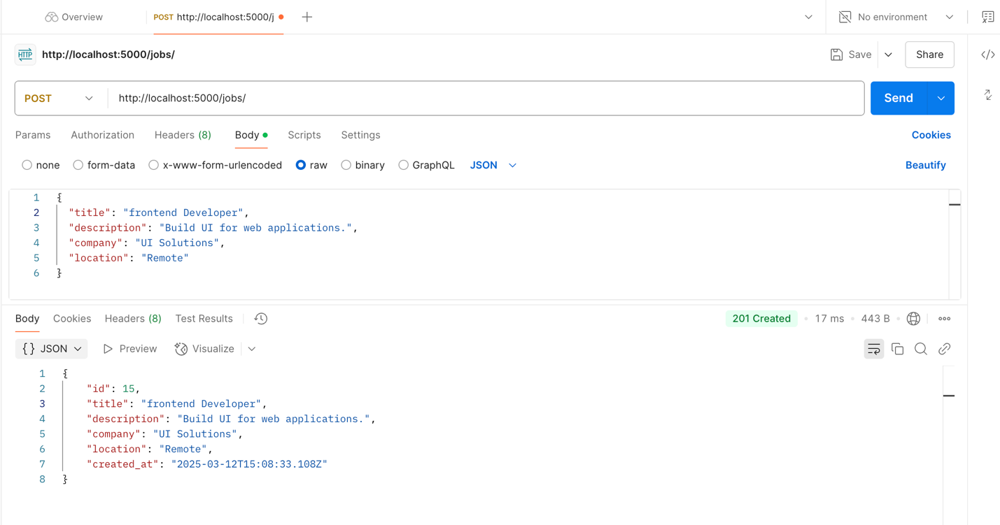 Overview POST http://localhost:5000/j No environment
HTTP http://localhost:5000/jobs/ Save Share
POST http://localhost:5000/jobs/ Send
Params Authorization Headers (8) Body Scripts Settings Cookies
none form-data x-www-form-urlencoded raw binary GraphQL JSON Beautify
1 {
2 "title": "frontend Developer",
3 "description": "Build UI for web applications.",
4 "company": "UI Solutions",
5 "location": "Remote"
6 }
Body Cookies Headers (8) Test Results 201 Created 17 ms 443 B
{} JSON Preview Visualize
1 {
2 "id": 15,
3 "title": "frontend Developer",
4 "description": "Build UI for web applications.",
5 "company": "UI Solutions",
6 "location": "Remote",
7 "created_at": "2025-03-12T15:08:33.108Z"
8 }